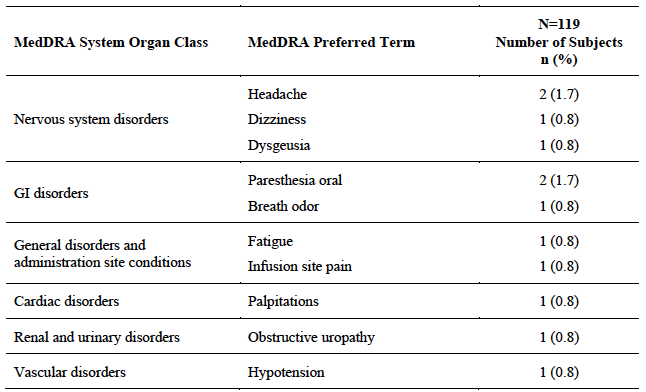 MedDRA System Organ Class MedDRA Preferred Term N=119
Number of Subjects
n (%)
Nervous system disorders
Headache 2 (1.7)
Dizziness 1 (0.8)
Dysgeusia 1 (0.8)
GI disorders
Paresthesia oral 2 (1.7)
Breath odor 1 (0.8)
General disorders and
administration site conditions
Fatigue 1 (0.8)
Infusion site pain 1 (0.8)
Cardiac disorders Palpitations 1 (0.8)
Renal and urinary disorders Obstructive uropathy 1 (0.8)
Vascular disorders Hypotension 1 (0.8)